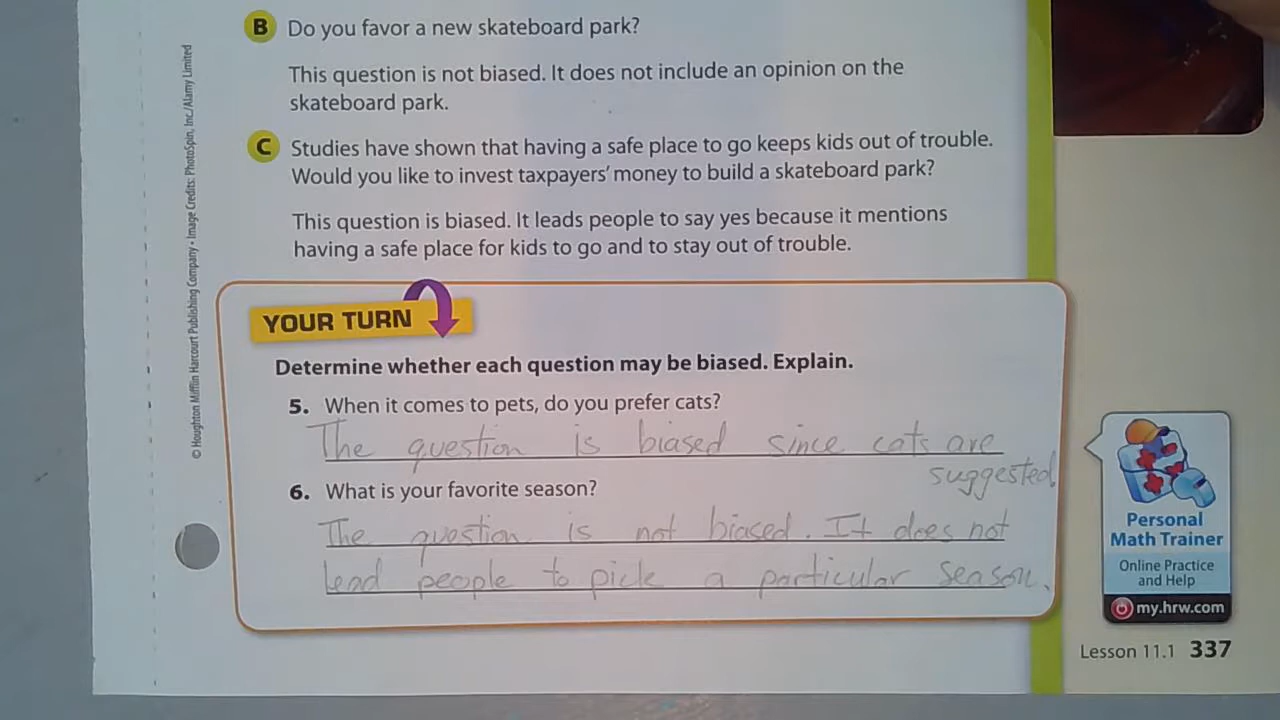 B Do you favor a new skateboard park?
This question is not biased. It does not include an opinion on the
skateboard park.
C Studies have shown that having a safe place to go keeps kids out of trouble.
Would you like to invest taxpayers' money to build a skateboard park?
This question is biased. It leads people to say yes because it mentions
having a safe place for kids to go and to stay out of trouble.
© Houghton Mifflin Harcourt Publishing Company • Image Credits: PhotoSpin, Inc./Alamy Limited
YOUR TURN
Determine whether each question may be biased. Explain.
5. When it comes to pets, do you prefer cats?
The question is biased since cats are
suggested.
6. What is your favorite season?
The question is not biased. It does not
lead people to pick a particular season.
Personal
Math Trainer
Online Practice
and Help
my.hrw.com
Lesson 11.1 337